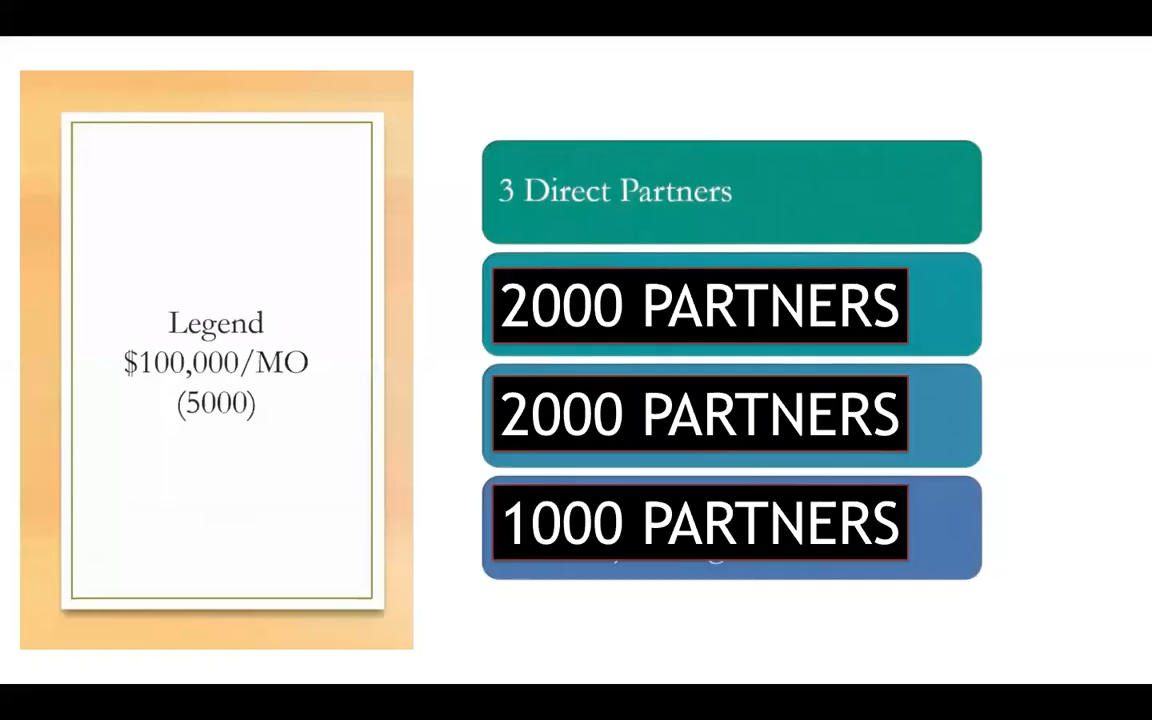 Legend
$100,000/MO
(5000)
3 Direct Partners
2000 PARTNERS
2000 PARTNERS
1000 PARTNERS